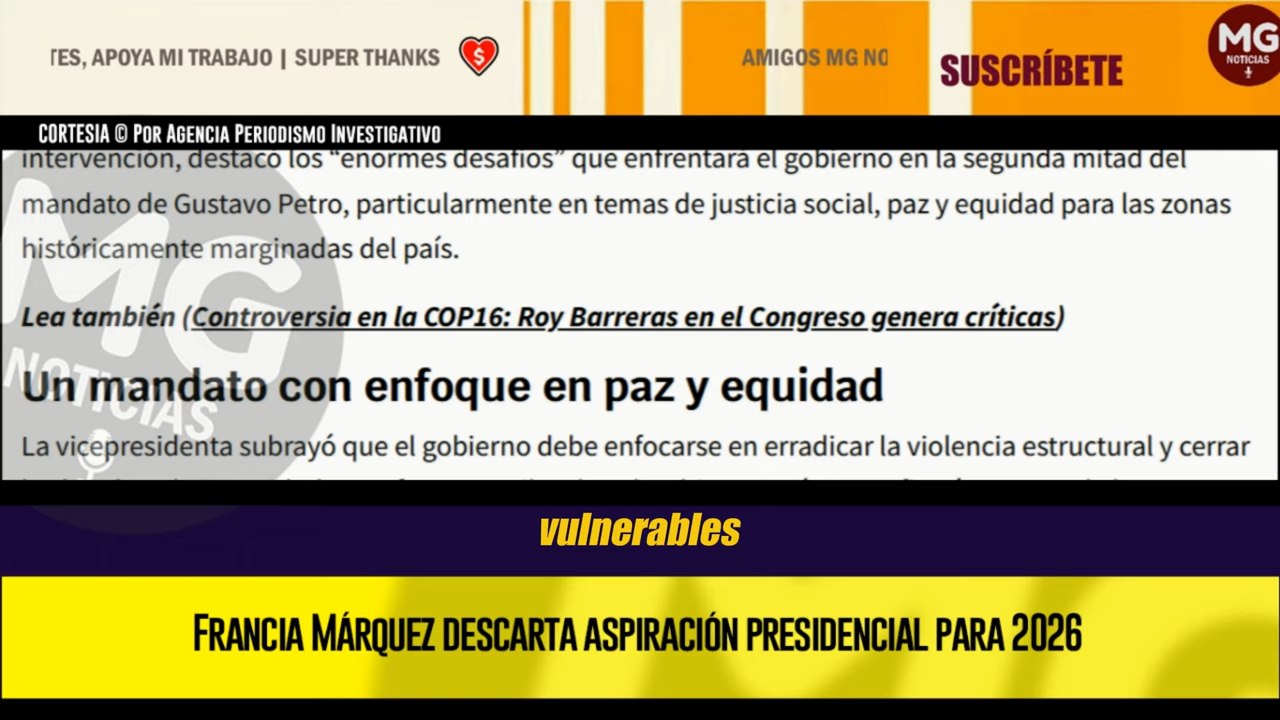 TES, APOYA MI TRABAJO | SUPER THANKS
AMIGOS MG NO
SUSCRÍBETE
MG
NOTICIAS
CORTESIA © POR AGENCIA PERIODISMO INVESTIGATIVO
intervención, destacó los “enormes desafíos” que enfrentará el gobierno en la segunda mitad del
mandato de Gustavo Petro, particularmente en temas de justicia social, paz y equidad para las zonas
históricamente marginadas del país.
Lea también (Controversia en la COP16: Roy Barreras en el Congreso genera críticas)
Un mandato con enfoque en paz y equidad
La vicepresidenta subrayó que el gobierno debe enfocarse en erradicar la violencia estructural y cerrar
MG
NOTICIAS
vulnerables
FRANCIA MÁRQUEZ DESCARTA ASPIRACIÓN PRESIDENCIAL PARA 2026